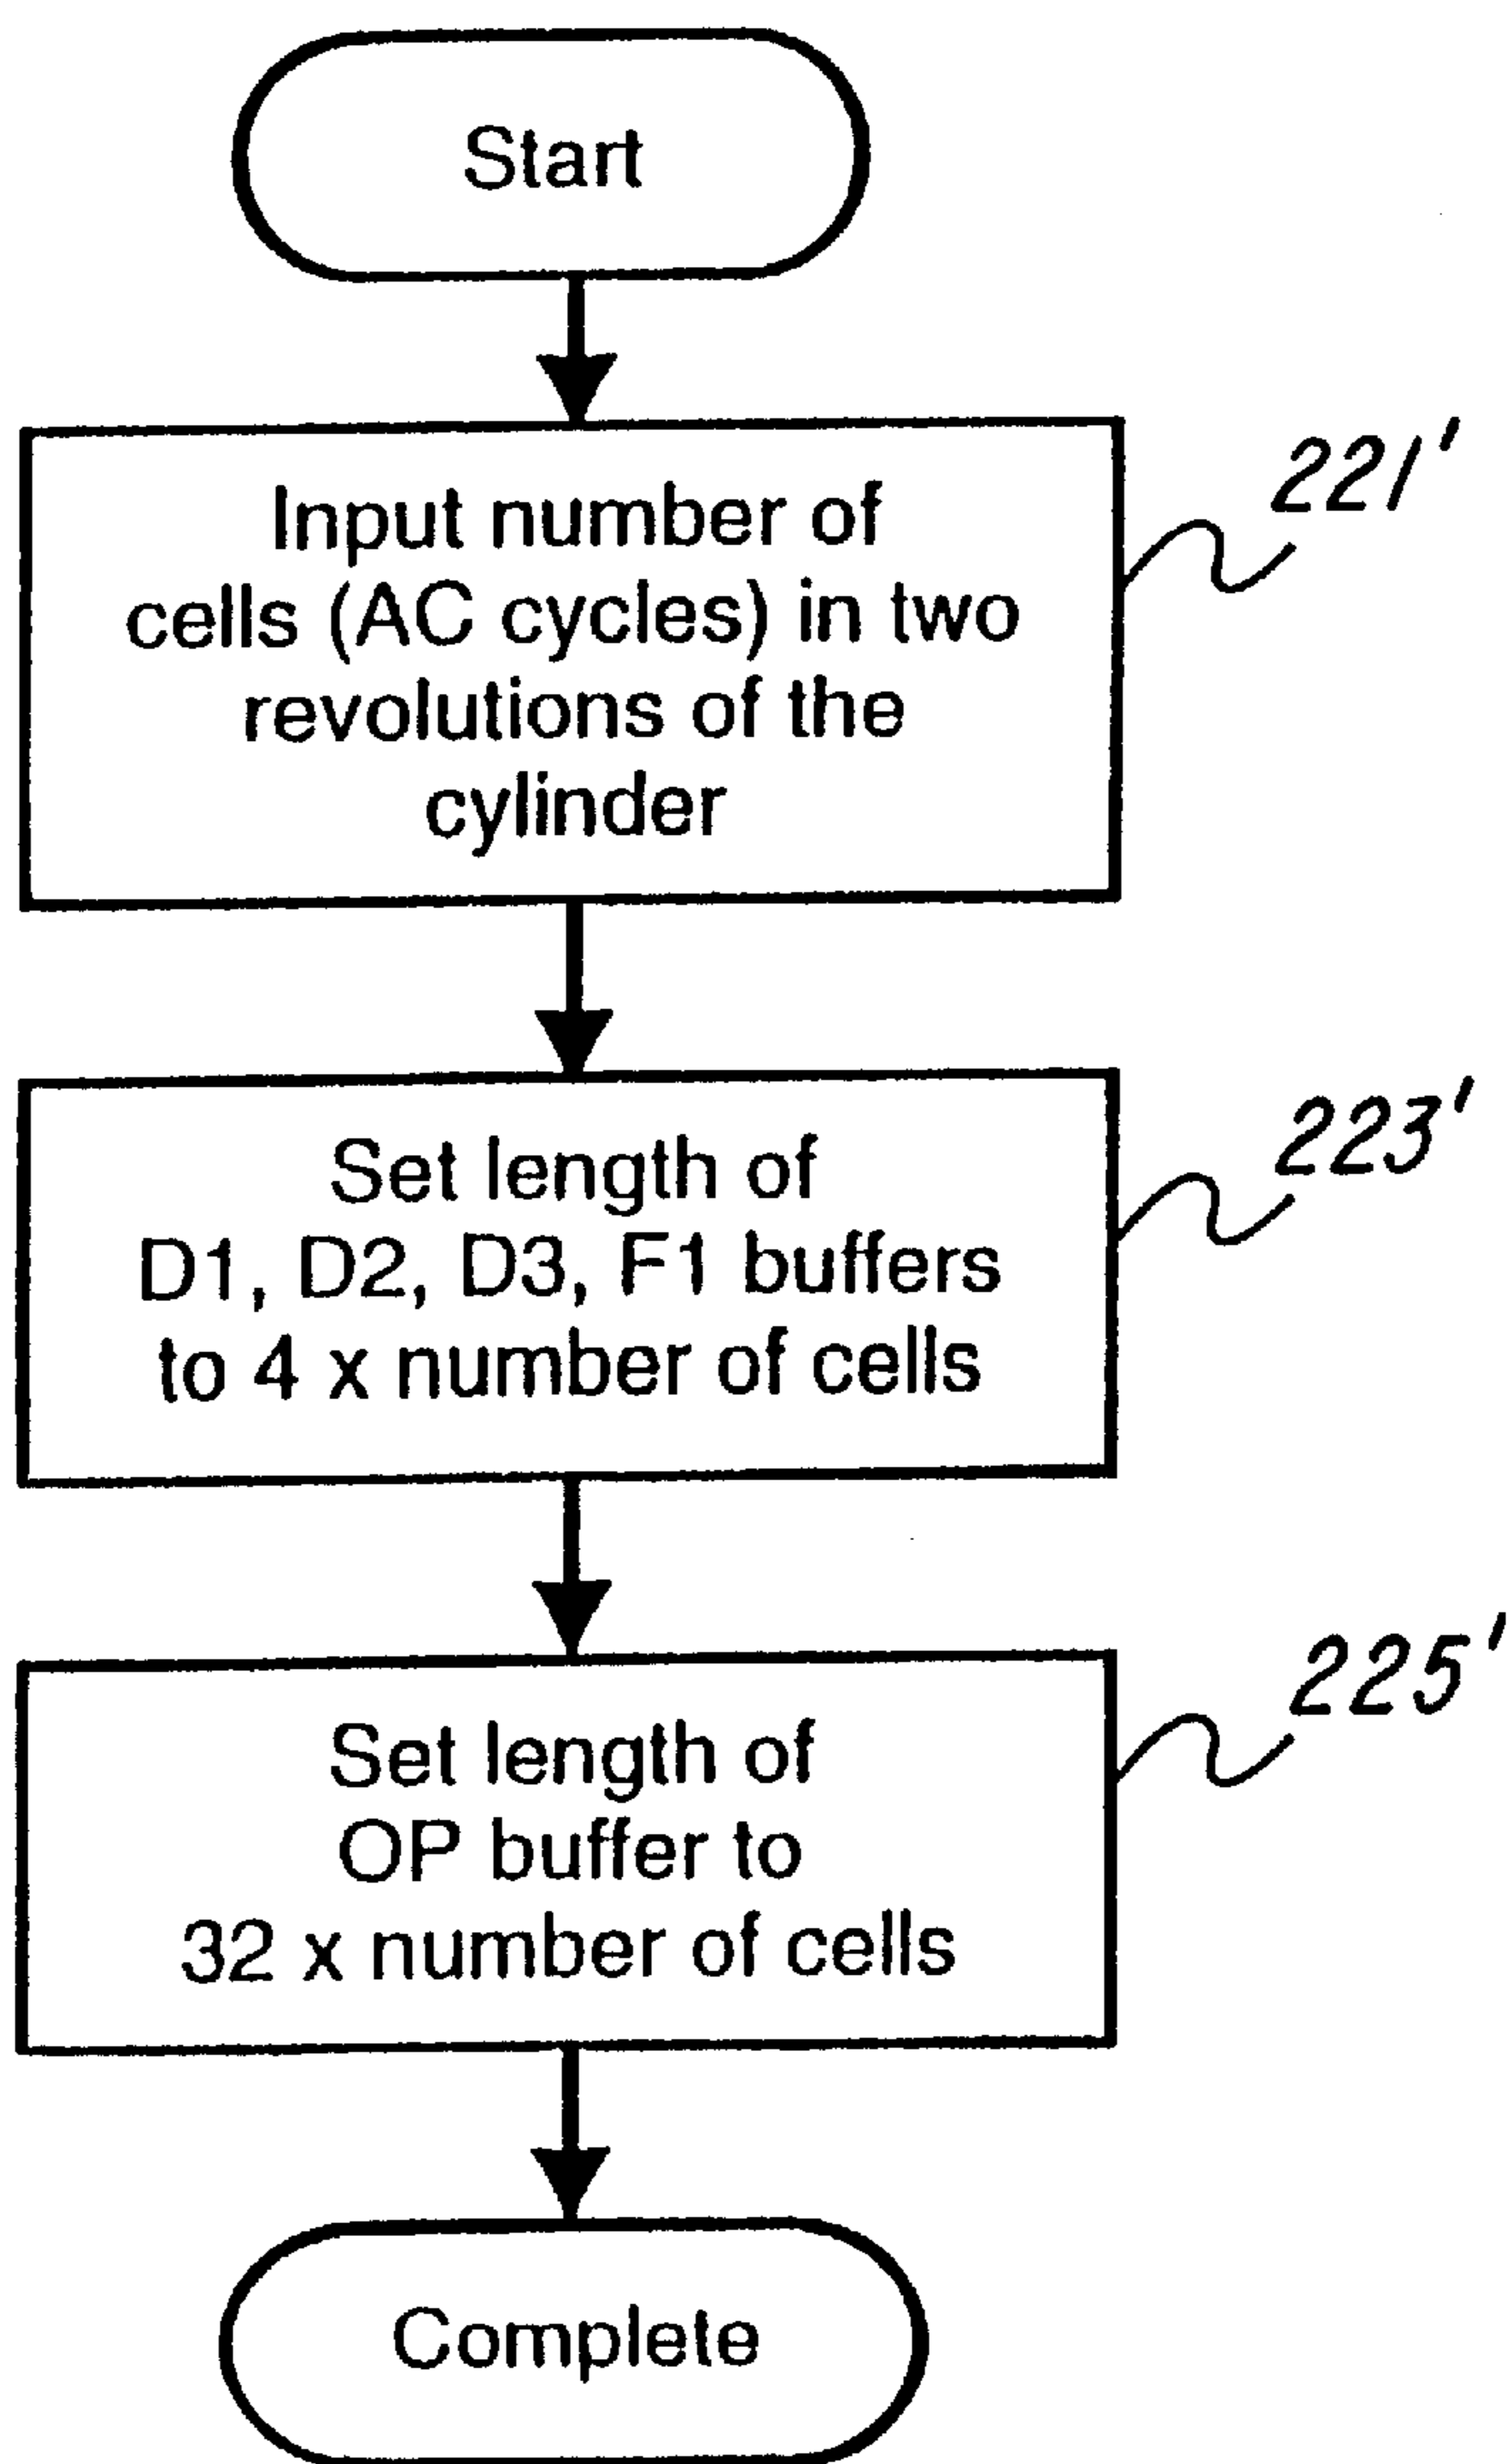 Start
Input number of
cells (AC cycles) in two
revolutions of the
cylinder
221'
Set length of
D1, D2, D3, F1 buffers
to 4 x number of cells
223'
Set length of
OP buffer to
32 x number of cells
225'
Complete